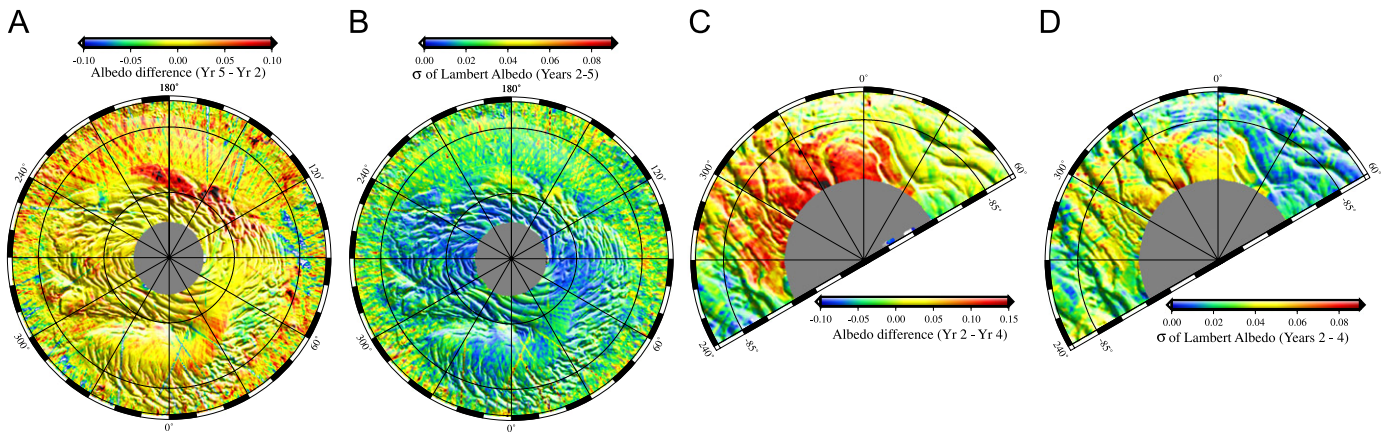 A
B
C
D
-0.10 -0.05 0.00 0.05 0.10
Albedo difference (Yr 5 - Yr 2)
180°
240°
120°
300°
60°
0°
0.00 0.02 0.04 0.06 0.08
σ of Lambert Albedo (Years 2-5)
180°
240°
120°
300°
60°
0°
0°
300°
60°
-85°
240°
-85°
-0.10 -0.05 0.00 0.05 0.10 0.15
Albedo difference (Yr 2 - Yr 4)
0°
300°
60°
-85°
240°
-85°
0.00 0.02 0.04 0.06 0.08
σ of Lambert Albedo (Years 2 - 4)